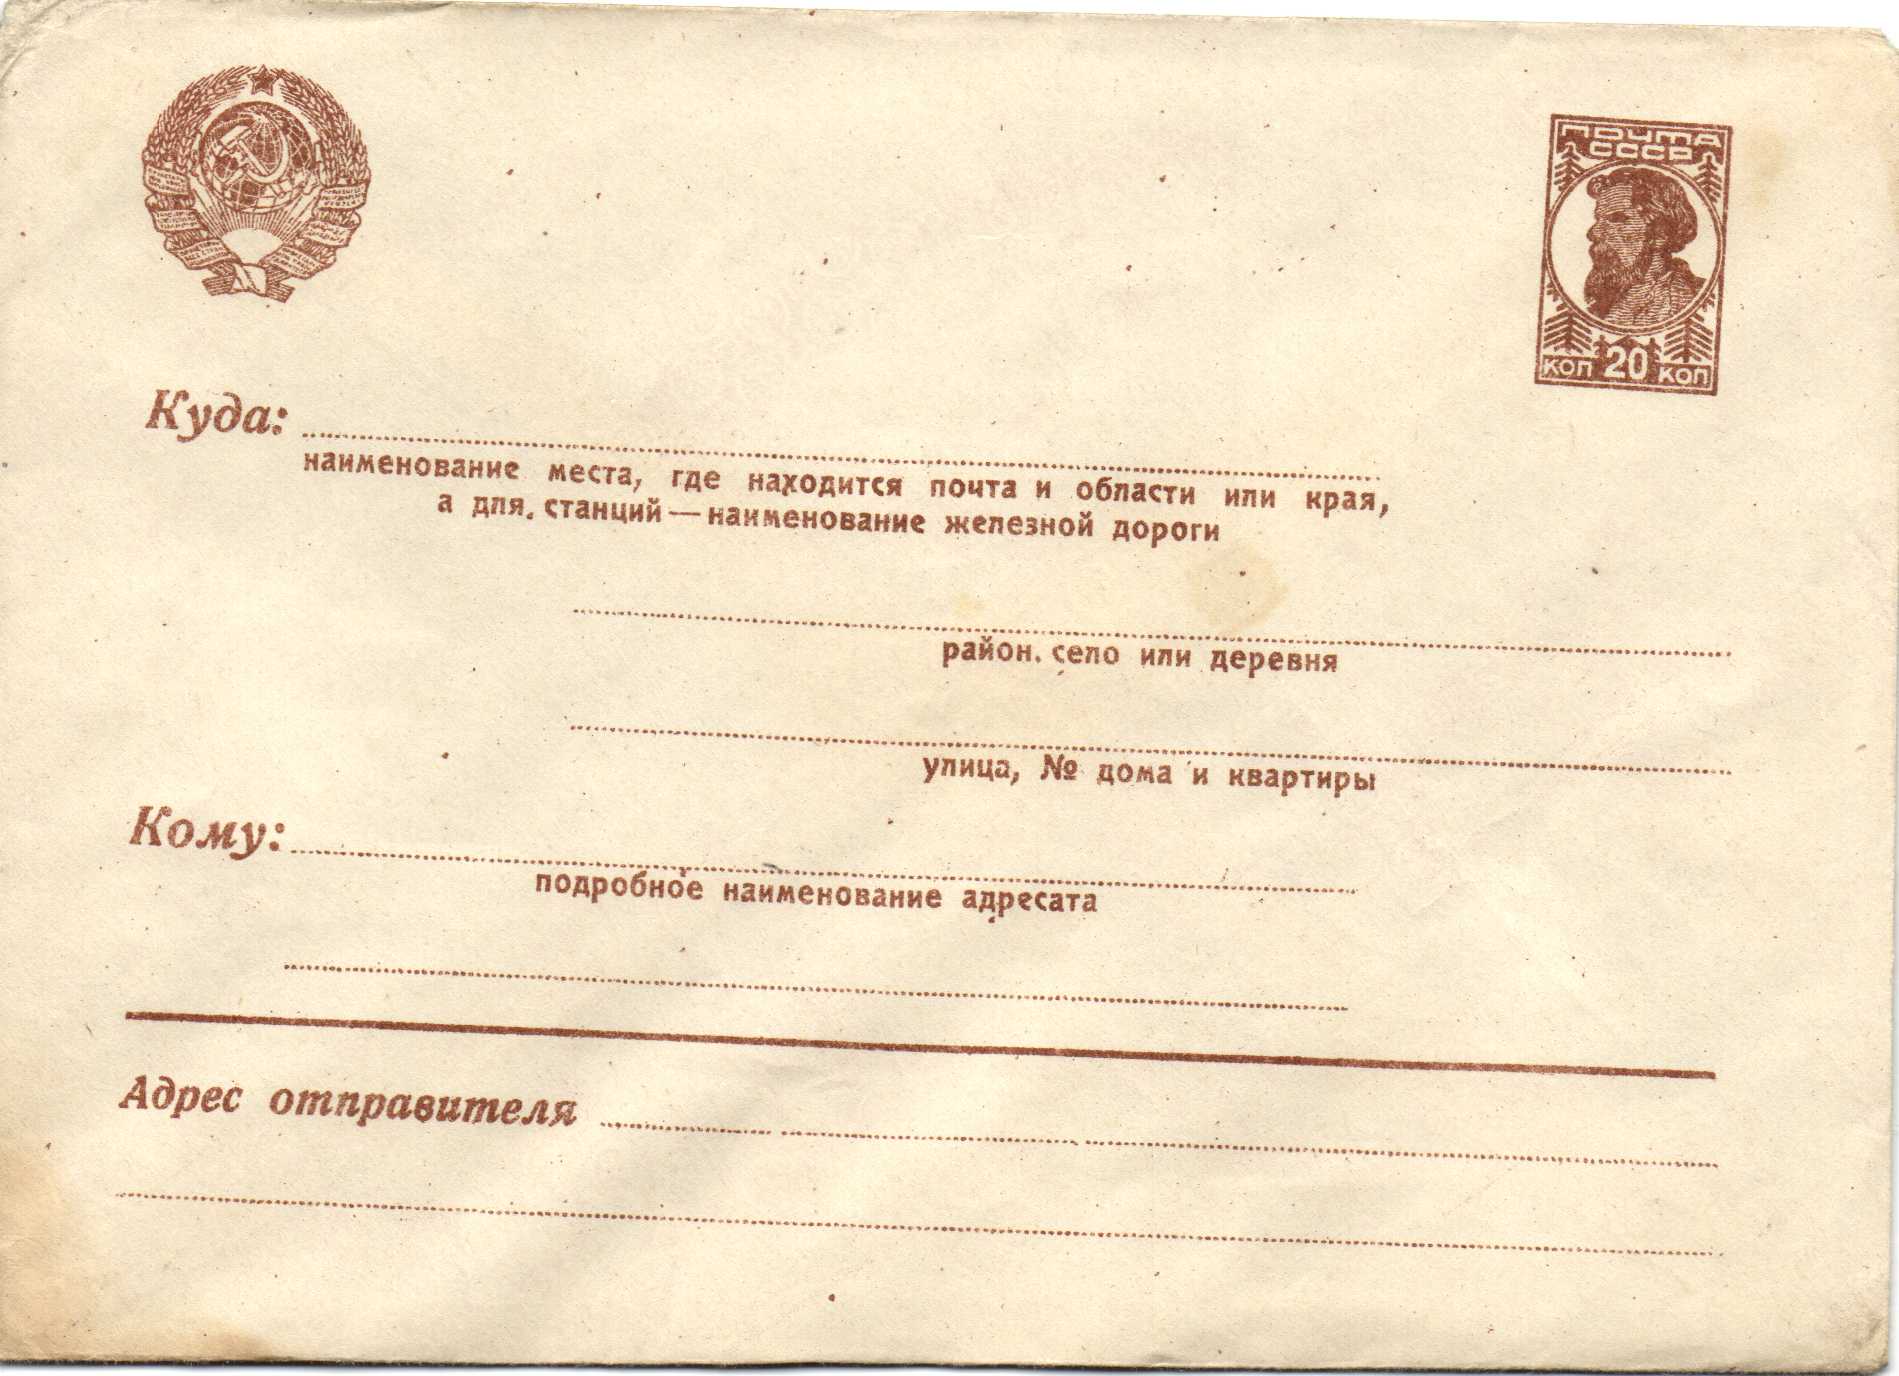 ПОЧТА
СССР
КОП 20 КОП
Куда:
наименование места, где находится почта и области или края,
а для. станций — наименование железной дороги
район. село или деревня
улица, № дома и квартиры
Кому:
подробное наименование адресата
Адрес отправителя